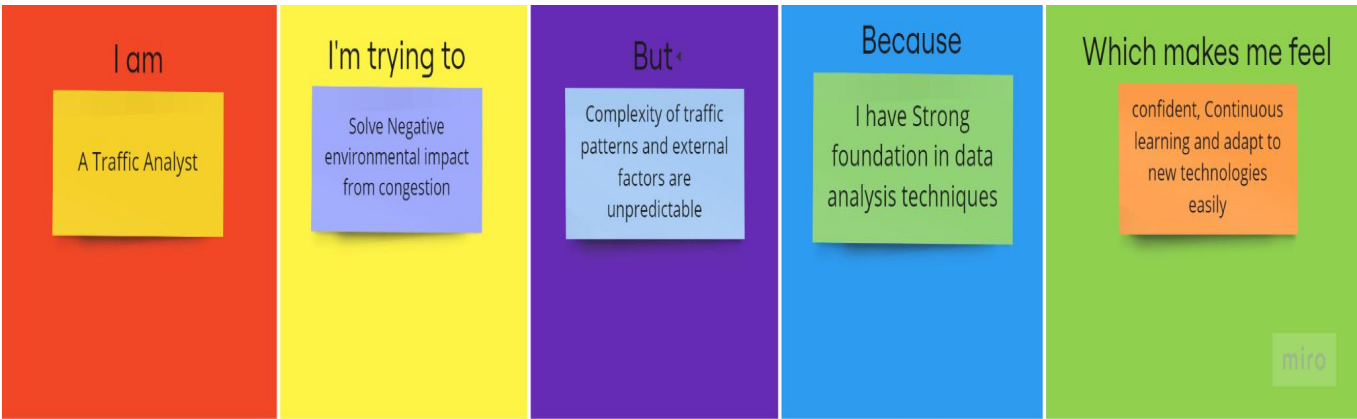 I am
A Traffic Analyst
I'm trying to
Solve Negative
environmental impact
from congestion
But
Complexity of traffic
patterns and external
factors are
unpredictable
Because
I have Strong
foundation in data
analysis techniques
Which makes me feel
confident, Continuous
learning and adapt to
new technologies
easily
miro